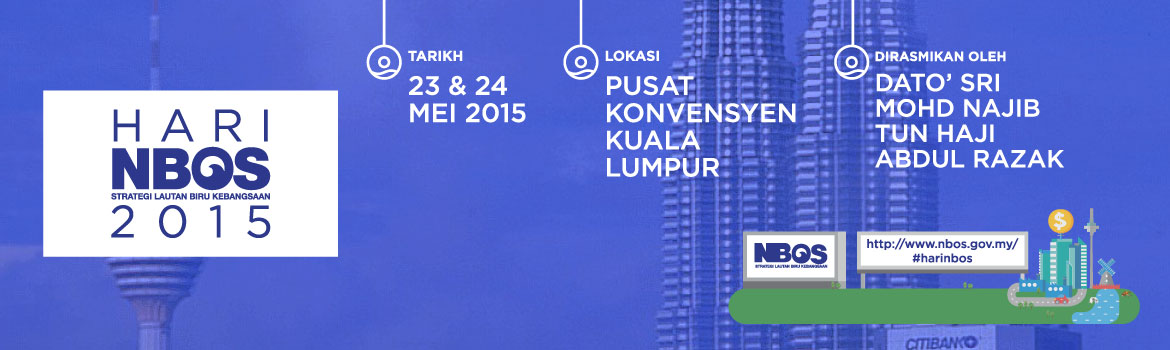 HARI
NBOS
STRATEGI LAUTAN BIRU KEBANGSAAN
2015
TARIKH
23 & 24
MEI 2015
LOKASI
PUSAT
KONVENSYEN
KUALA
LUMPUR
DIRASMIKAN OLEH
DATO’ SRI
MOHD NAJIB
TUN HAJI
ABDUL RAZAK
NBOS
STRATEGI LAUTAN BIRU KEBANGSAAN
http://www.nbos.gov.my/
#harinbos
$
CITIBANK